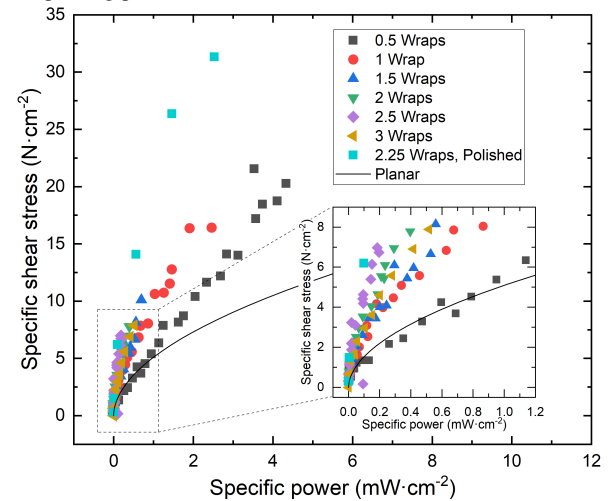 35
30
25
20
15
10
5
0
Specific shear stress (N·cm⁻²)
0.5 Wraps
1 Wrap
1.5 Wraps
2 Wraps
2.5 Wraps
3 Wraps
2.25 Wraps, Polished
Planar
8
6
4
2
0
Specific shear stress (N·cm⁻²)
0.0 0.2 0.4 0.6 0.8 1.0 1.2
Specific power (mW·cm⁻²)
0 2 4 6 8 10 12
Specific power (mW·cm⁻²)